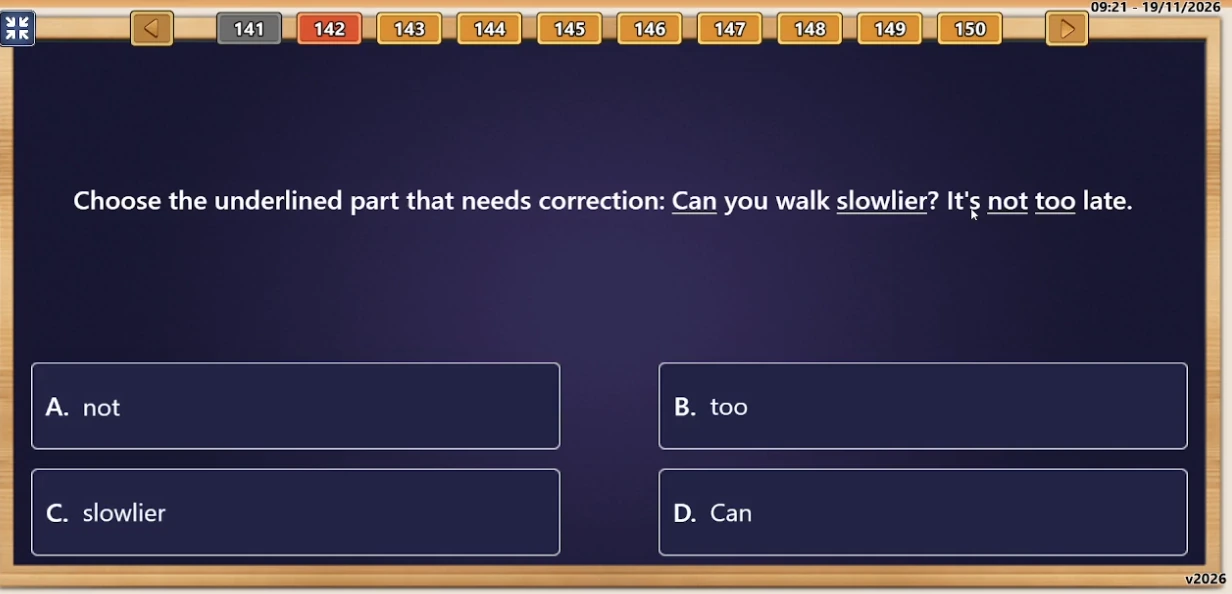 09:21 - 19/11/2026
141 142 143 144 145 146 147 148 149 150
Choose the underlined part that needs correction: Can you walk slowlier? It's not too late.
A. not
B. too
C. slowlier
D. Can
v2026